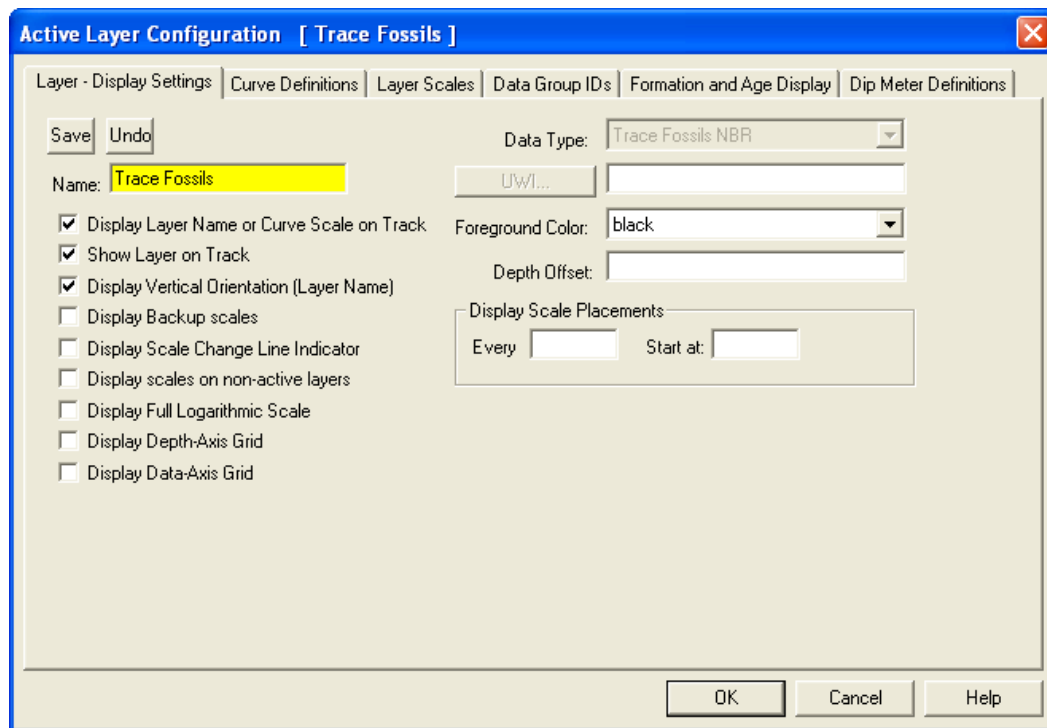 Active Layer Configuration [ Trace Fossils ]
Layer - Display Settings Curve Definitions Layer Scales Data Group IDs Formation and Age Display Dip Meter Definitions
Save Undo
Name: Trace Fossils
Display Layer Name or Curve Scale on Track
Show Layer on Track
Display Vertical Orientation (Layer Name)
Display Backup scales
Display Scale Change Line Indicator
Display scales on non-active layers
Display Full Logarithmic Scale
Display Depth-Axis Grid
Display Data-Axis Grid
Data Type: Trace Fossils NBR
UWI...
Foreground Color: black
Depth Offset:
Display Scale Placements
Every Start at:
OK Cancel Help